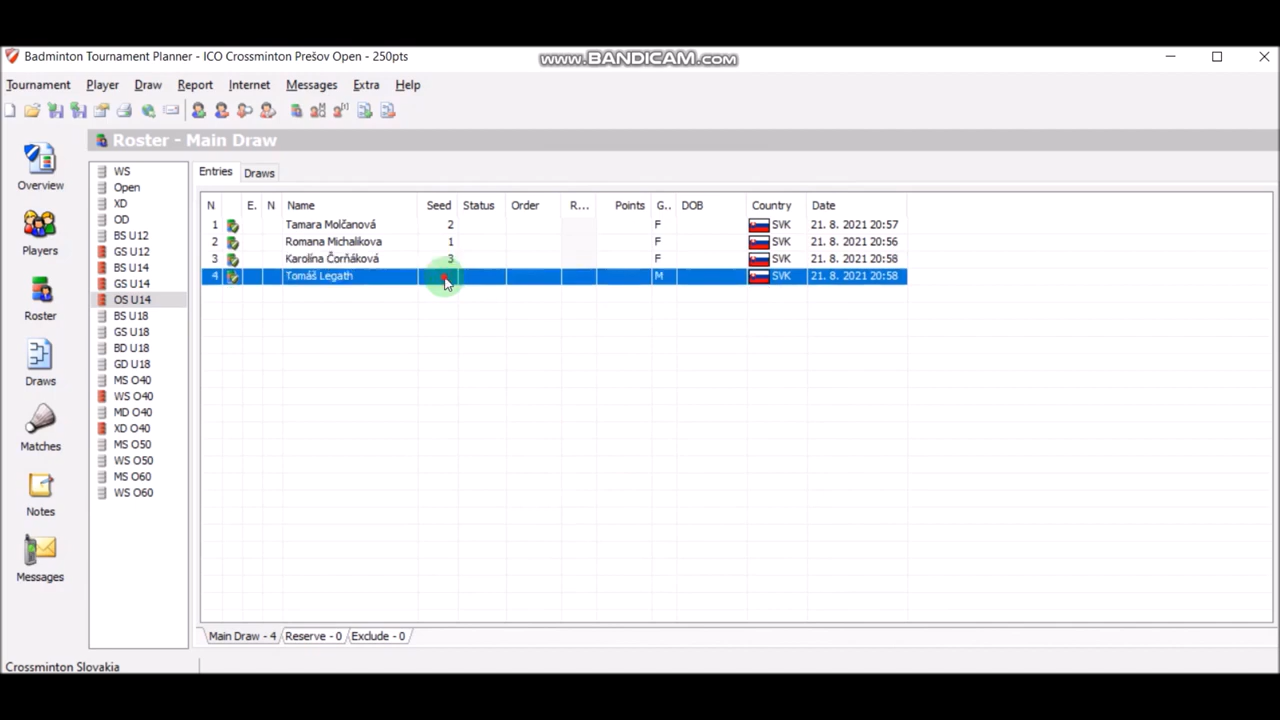 Badminton Tournament Planner - ICO Crossminton Prešov Open - 250pts
www.BANDICAM.com
Tournament Player Draw Report Internet Messages Extra Help
Roster - Main Draw
Overview
Players
Roster
Draws
Matches
Notes
Messages
WS
Open
XD
OD
BS U12
GS U12
BS U14
GS U14
OS U14
BS U18
GS U18
BD U18
GD U18
MS O40
WS O40
MD O40
XD O40
MS O50
WS O50
MS O60
WS O60
Entries Draws
N E. N Name Seed Status Order R... Points G.. DOB Country Date
1 Tamara Molčanová 2 F SVK 21. 8. 2021 20:57
2 Romana Michalikova 1 F SVK 21. 8. 2021 20:56
3 Karolína Čorňáková 3 F SVK 21. 8. 2021 20:58
4 Tomáš Legath M SVK 21. 8. 2021 20:58
Main Draw - 4 Reserve - 0 Exclude - 0
Crossminton Slovakia